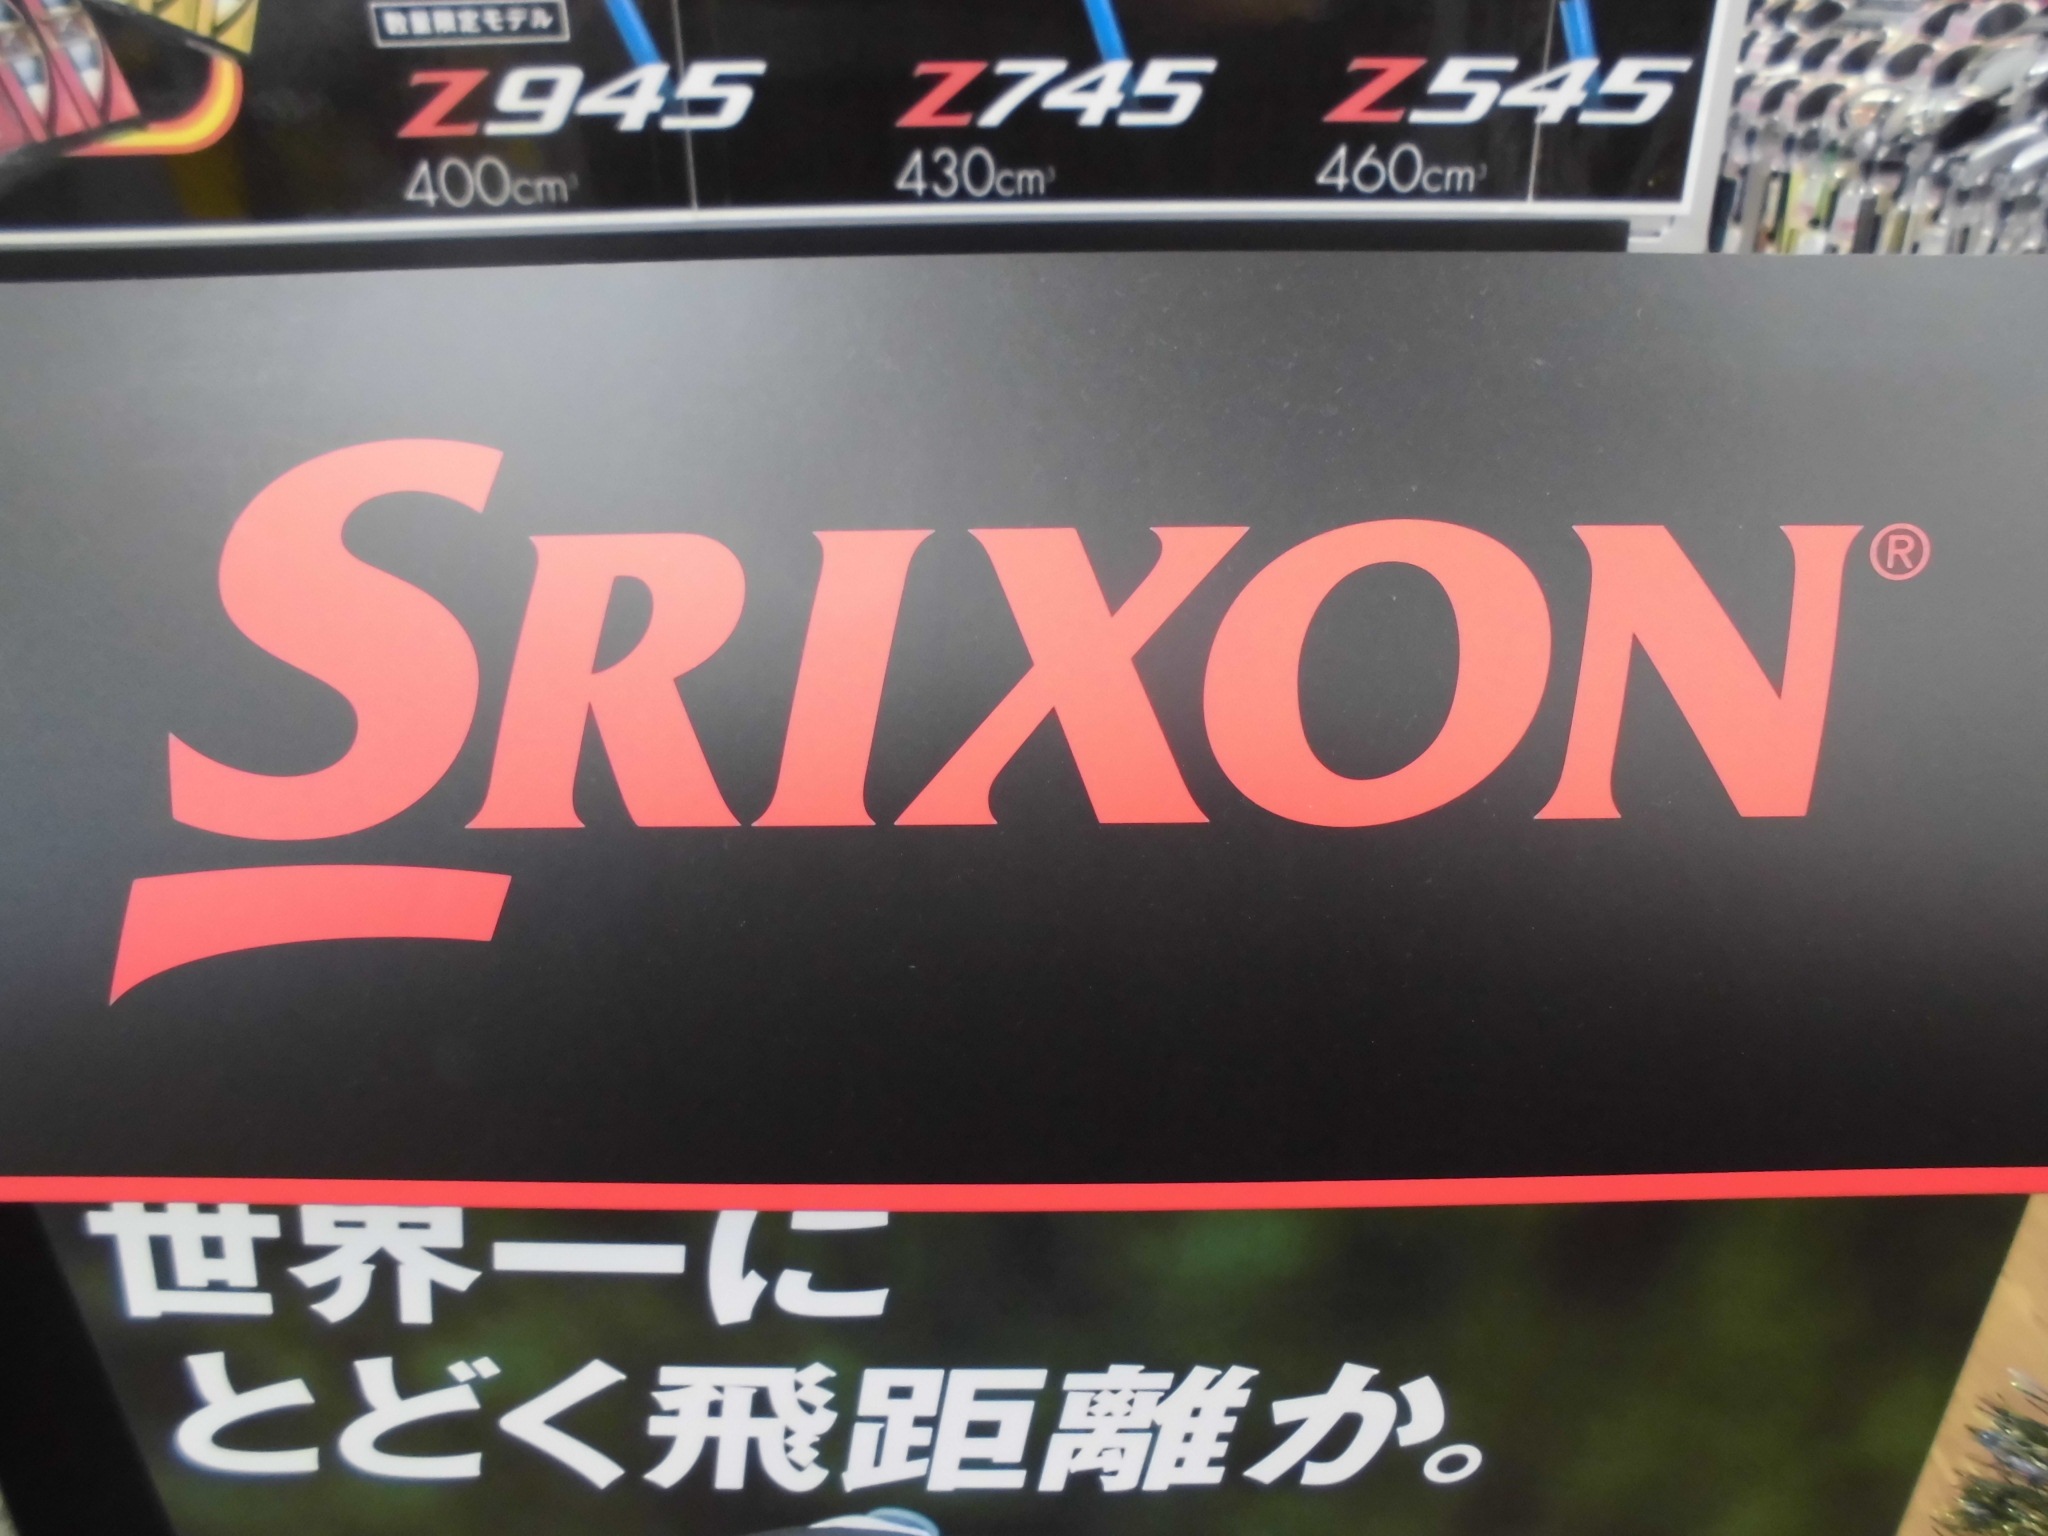 数量限定モデル
Z945 Z745 Z545
400cm³ 430cm³ 460cm³
SRIXON®
世界一に
とどく飛距離か。